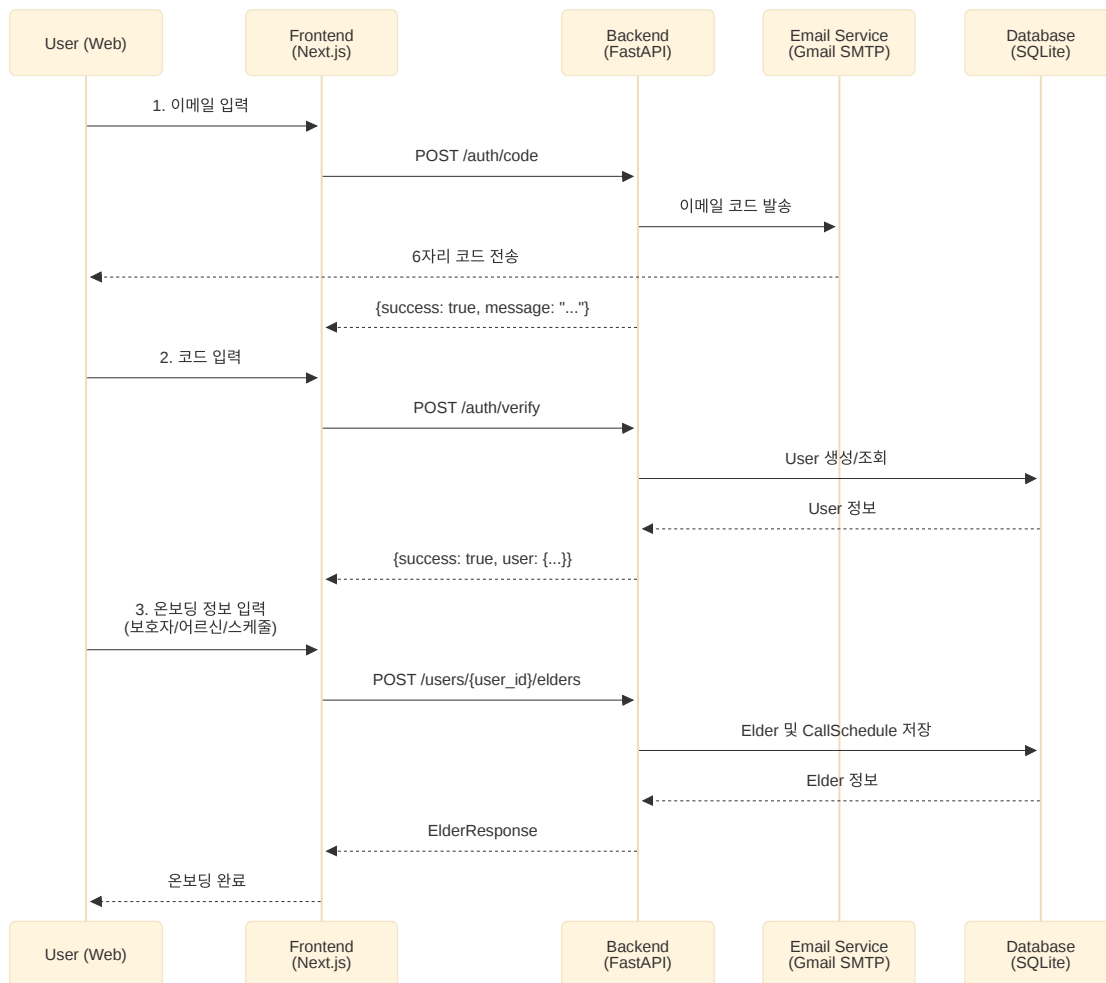 User (Web)
Frontend
(Next.js)
Backend
(FastAPI)
Email Service
(Gmail SMTP)
Database
(SQLite)
1. 이메일 입력
POST /auth/code
이메일 코드 발송
6자리 코드 전송
{success: true, message: "..."}
2. 코드 입력
POST /auth/verify
User 생성/조회
User 정보
{success: true, user: {...}}
3. 온보딩 정보 입력
(보호자/어르신/스케줄)
POST /users/{user_id}/elders
Elder 및 CallSchedule 저장
Elder 정보
ElderResponse
온보딩 완료
User (Web)
Frontend
(Next.js)
Backend
(FastAPI)
Email Service
(Gmail SMTP)
Database
(SQLite)